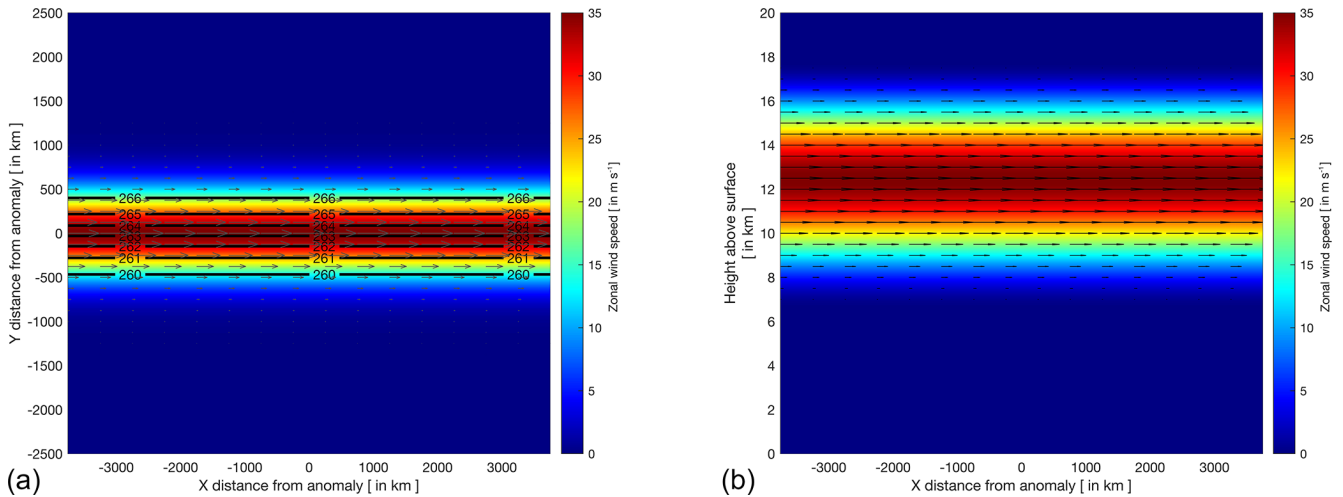 2500
2000
1500
1000
500
0
-500
-1000
-1500
-2000
-2500
Y distance from anomaly [ in km ]
266 266 266
265 265 265
262
261 261 261
260 260 260
-3000 -2000 -1000 0 1000 2000 3000
X distance from anomaly [ in km ]
35
30
25
20
15
10
5
0
Zonal wind speed [ in m s⁻¹]
(a)
20
18
16
14
12
10
8
6
4
2
0
Height above surface
[ in km]
-3000 -2000 -1000 0 1000 2000 3000
X distance from anomaly [ in km ]
35
30
25
20
15
10
5
0
Zonal wind speed [ in m s⁻¹]
(b)